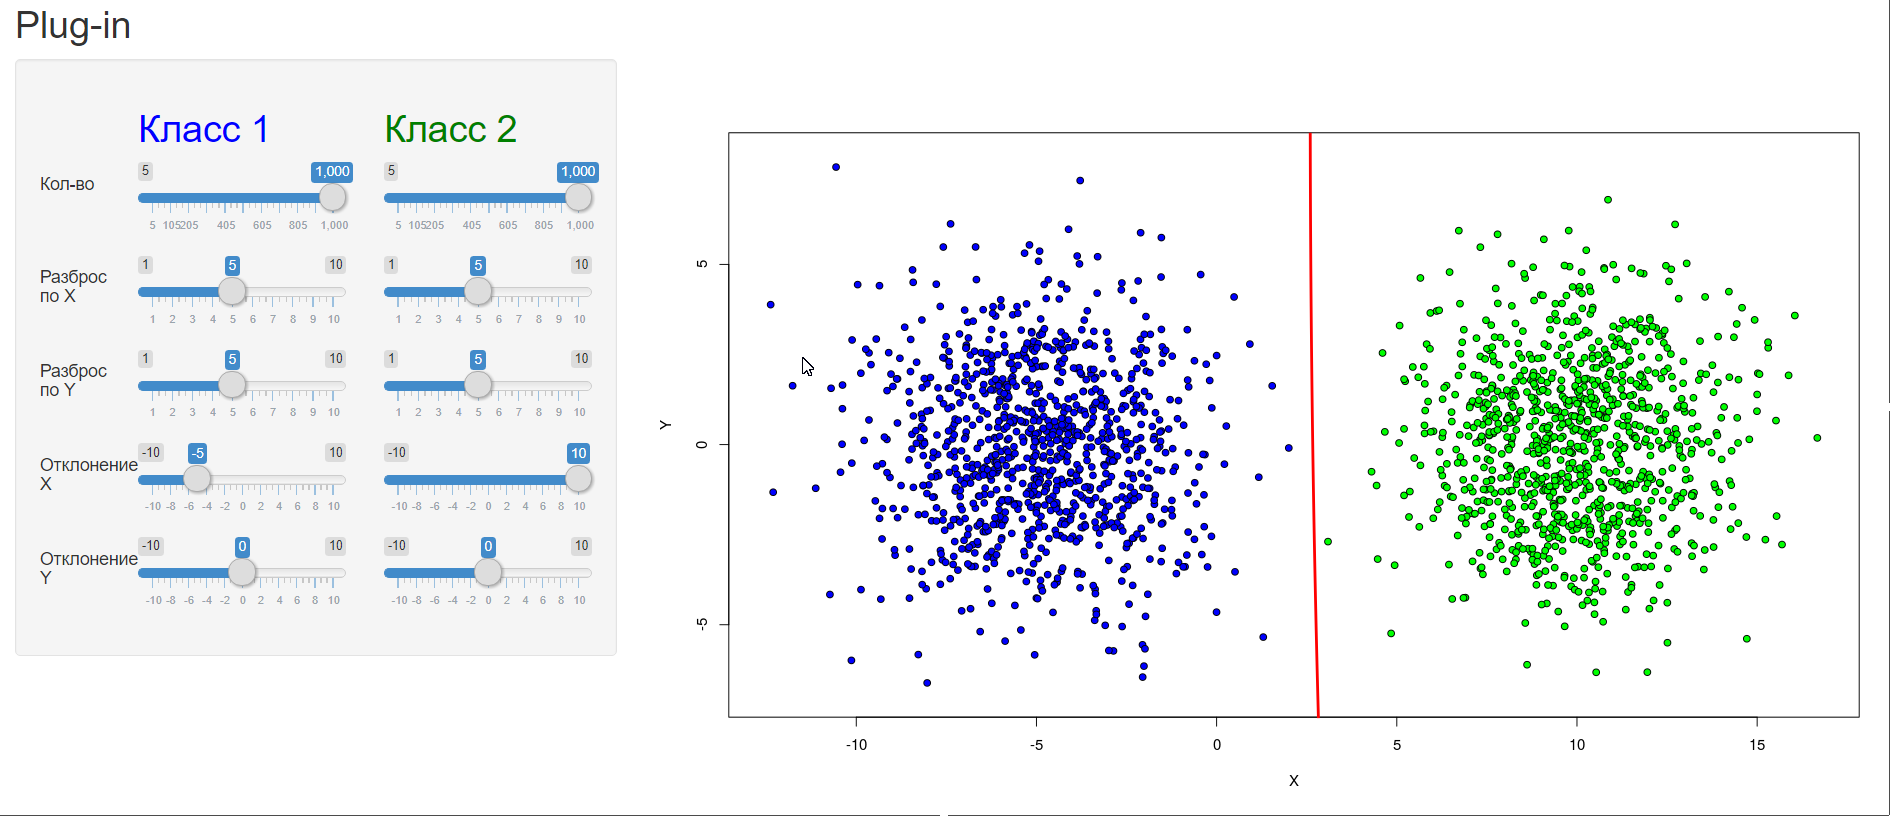 Plug-in
Класс 1 Класс 2
Кол-во
5 1,000 5 1,000
5 105205 405 605 805 1,000 5 105205 405 605 805 1,000
Разброс по X
1 5 10 1 5 10
1 2 3 4 5 6 7 8 9 10 1 2 3 4 5 6 7 8 9 10
Разброс по Y
1 5 10 1 5 10
1 2 3 4 5 6 7 8 9 10 1 2 3 4 5 6 7 8 9 10
Отклонение X
-10 -5 10 -10 10
-10 -8 -6 -4 -2 0 2 4 6 8 10 -10 -8 -6 -4 -2 0 2 4 6 8 10
Отклонение Y
-10 0 10 -10 0 10
-10 -8 -6 -4 -2 0 2 4 6 8 10 -10 -8 -6 -4 -2 0 2 4 6 8 10
Y
5
0
-5
-10 -5 0 5 10 15
X